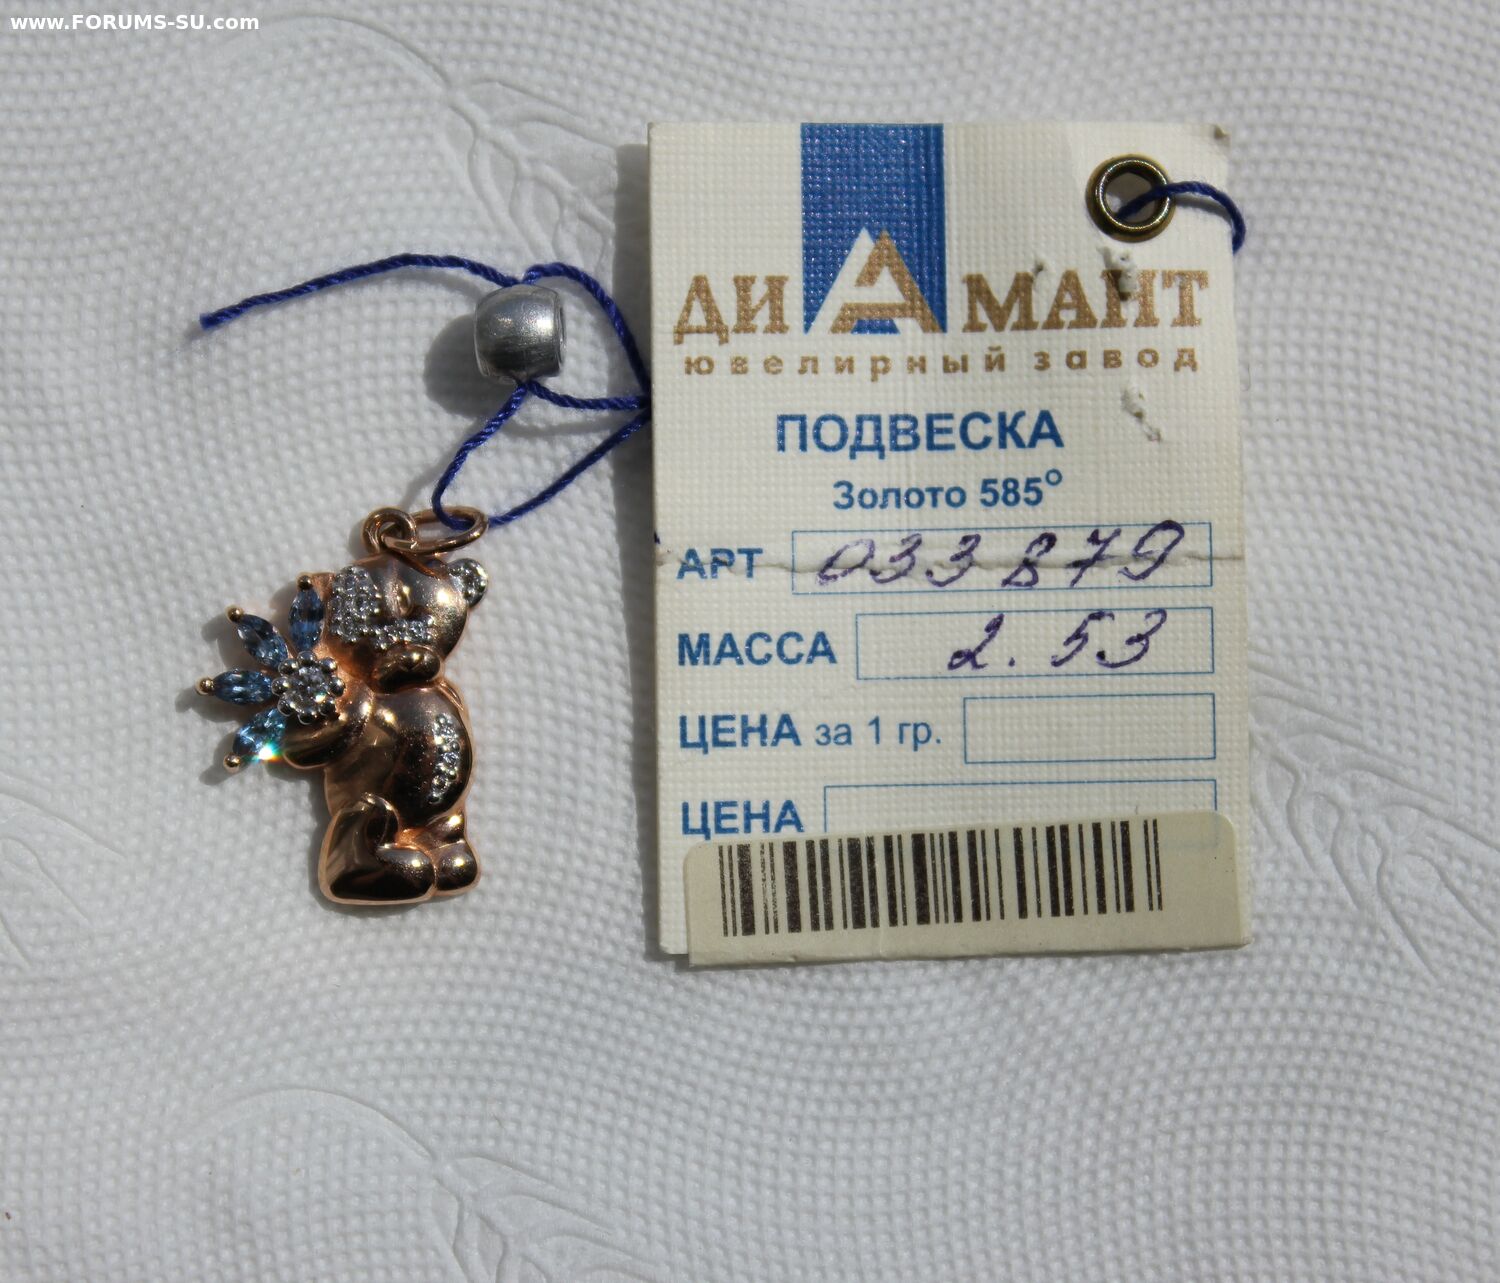 www.FORUMS-SU.com
ДИАМАНТ
ювелирный завод
ПОДВЕСКА
Золото 585°
АРТ 033879
МАССА 2.53
ЦЕНА за 1 гр.
ЦЕНА